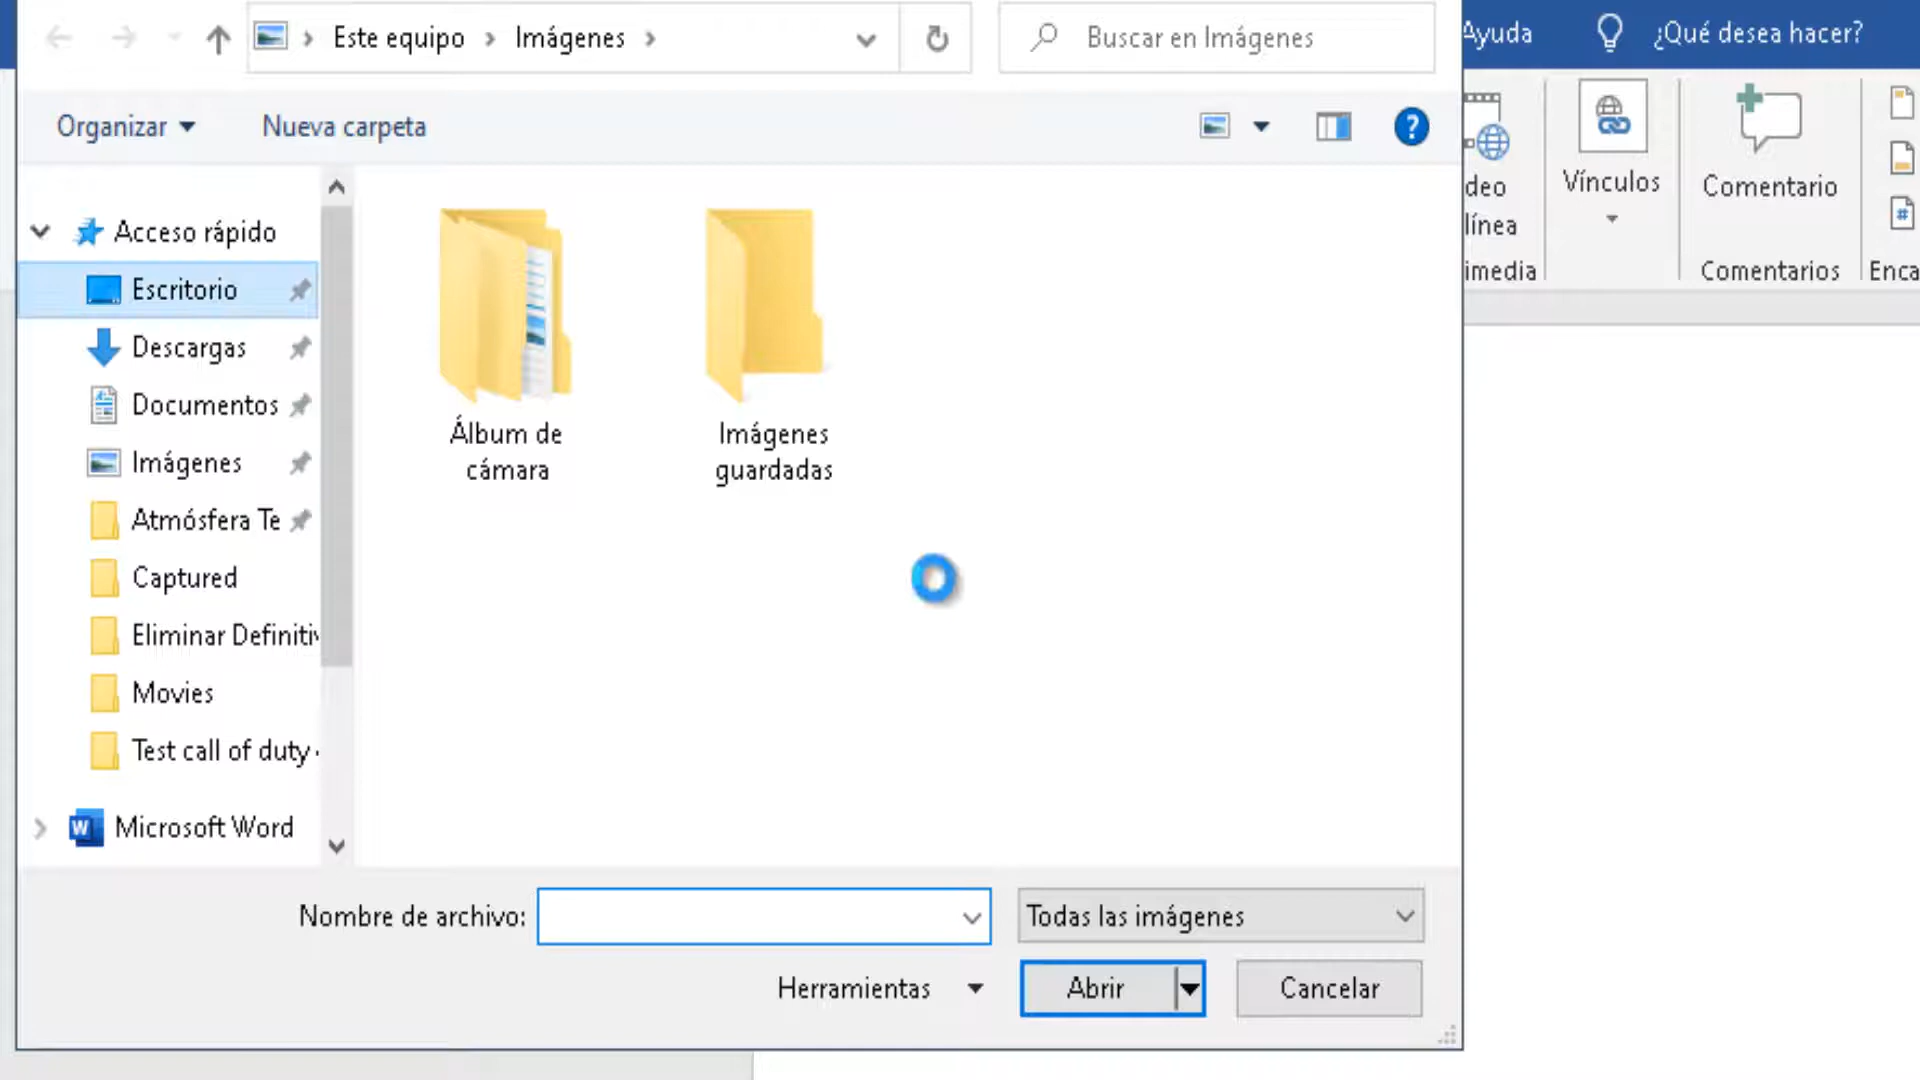 Este equipo > Imágenes >
Buscar en Imágenes
Ayuda
¿Qué desea hacer?
Organizar
Nueva carpeta
?
deo
línea
imedia
Vínculos
Comentario
Comentarios
Enca
#
Acceso rápido
Escritorio
Descargas
Documentos
Imágenes
Atmósfera Te
Captured
Eliminar Definiti
Movies
Test call of duty
W Microsoft Word
Álbum de
cámara
Imágenes
guardadas
Nombre de archivo:
Todas las imágenes
Herramientas
Abrir
Cancelar